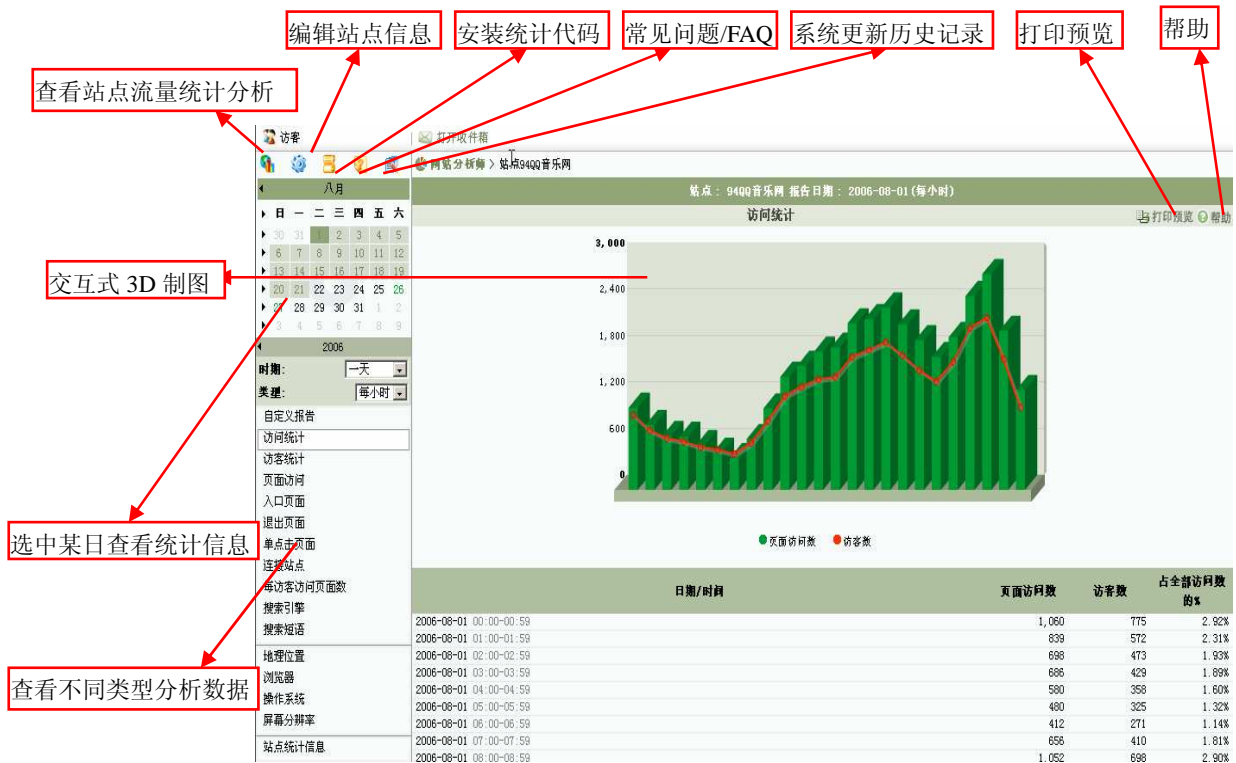 编辑站点信息
安装统计代码
常见问题/FAQ
系统更新历史记录
打印预览
帮助
查看站点流量统计分析
访客
打开收件箱
网站分析师 > 站点94QQ音乐网
八月
站点: 94QQ音乐网 报告日期: 2006-08-01(每小时)
日 一 二 三 四 五 六
访问统计
打印预览 帮助
30 31 1 2 3 4 5
6 7 8 9 10 11 12
13 14 15 16 17 18 19
20 21 22 23 24 25 26
27 28 29 30 31 1 2
3 4 5 6 7 8 9
2006
交互式 3D 制图
3,000
2,400
1,800
1,200
600
0
页面访问数 访客数
时期: 一天
类型: 每小时
自定义报告
访问统计
访客统计
页面访问
入口页面
退出页面
单点击页面
连接站点
每访客访问页面数
搜索引擎
搜索短语
地理位置
浏览器
操作系统
屏幕分辨率
站点统计信息
选中某日查看统计信息
查看不同类型分析数据
日期/时间 页面访问数 访客数 占全部访问数的%
2006-08-01 00:00-00:59 1,060 775 2.92%
2006-08-01 01:00-01:59 839 572 2.31%
2006-08-01 02:00-02:59 698 473 1.93%
2006-08-01 03:00-03:59 686 429 1.89%
2006-08-01 04:00-04:59 580 358 1.60%
2006-08-01 05:00-05:59 480 325 1.32%
2006-08-01 06:00-06:59 412 271 1.14%
2006-08-01 07:00-07:59 656 410 1.81%
2006-08-01 08:00-08:59 1,052 698 2.90%